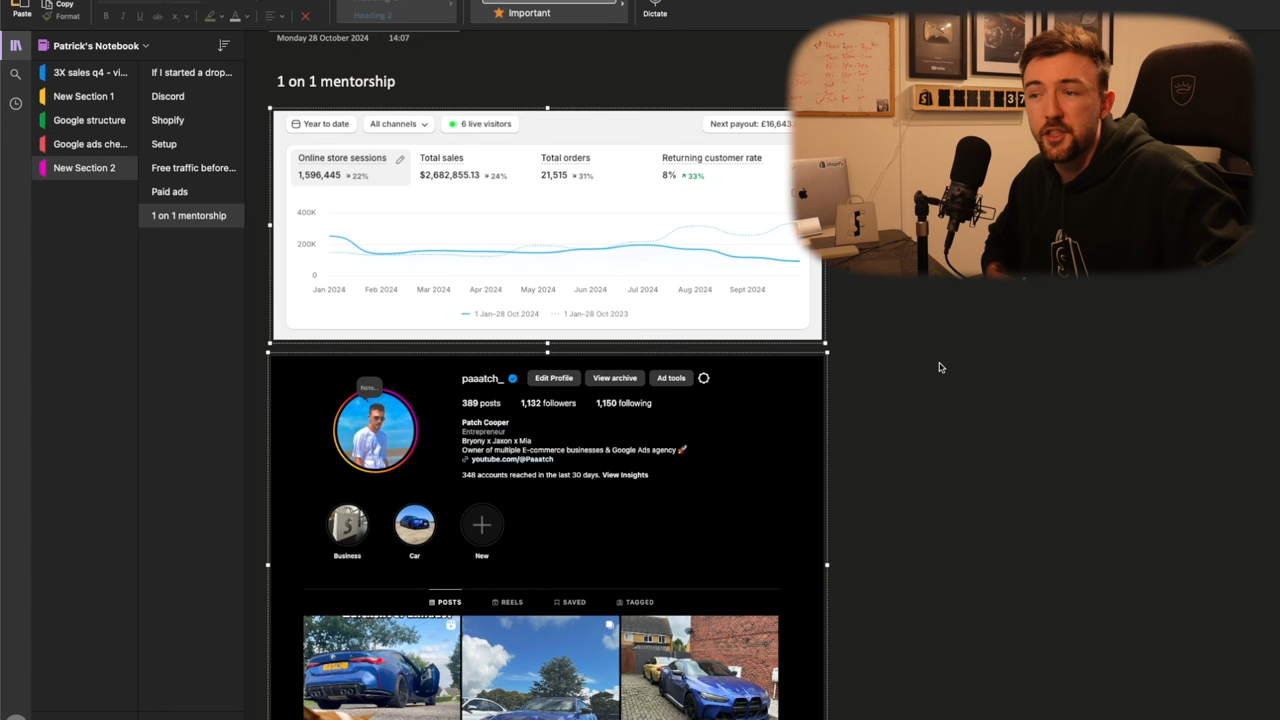 Paste
Copy
Format
B I U ab x
A
Heading 2
Important
Dictate
Patrick's Notebook
3X sales q4 - vi...
New Section 1
Google structure
Google ads che...
New Section 2
If I started a drop...
Discord
Shopify
Setup
Free traffic before...
Paid ads
1 on 1 mentorship
Monday 28 October 2024 14:07
1 on 1 mentorship
Year to date
All channels
6 live visitors
Next payout: £16,643.
Online store sessions
1,596,445 22%
Total sales
$2,682,855.13 24%
Total orders
21,515 31%
Returning customer rate
8% 33%
400K
200K
0
Jan 2024 Feb 2024 Mar 2024 Apr 2024 May 2024 Jun 2024 Jul 2024 Aug 2024 Sept 2024
1 Jan–28 Oct 2024 1 Jan–28 Oct 2023
Note...
paaatch_ Edit Profile View archive Ad tools
389 posts 1,132 followers 1,150 following
Patch Cooper
Entrepreneur
Bryony x Jaxon x Mia
Owner of multiple E-commerce businesses & Google Ads agency 🚀
youtube.com/@Paaatch
348 accounts reached in the last 30 days. View Insights
Business Car New
POSTS REELS SAVED TAGGED